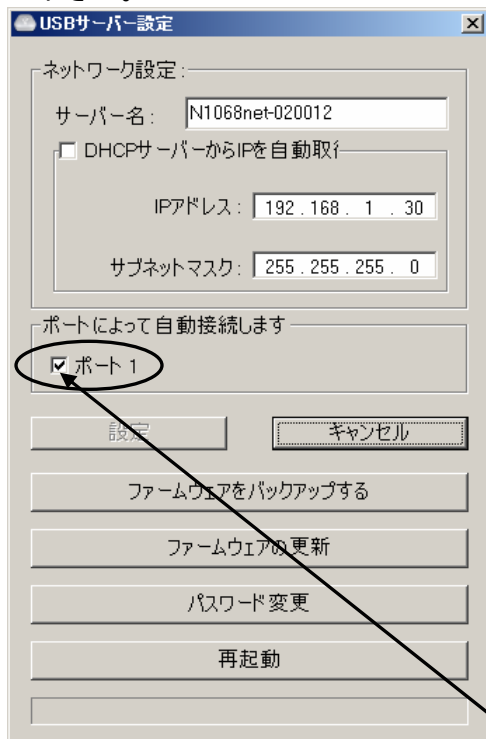 USBサーバー設定
ネットワーク設定:
サーバー名: N1068net-020012
DHCPサーバーからIPを自動取
IPアドレス: 192 . 168 . 1 . 30
サブネットマスク: 255 . 255 . 255 . 0
ポートによって自動接続します
ポート 1
設定 キャンセル
ファームウェアをバックアップする
ファームウェアの更新
パスワード変更
再起動